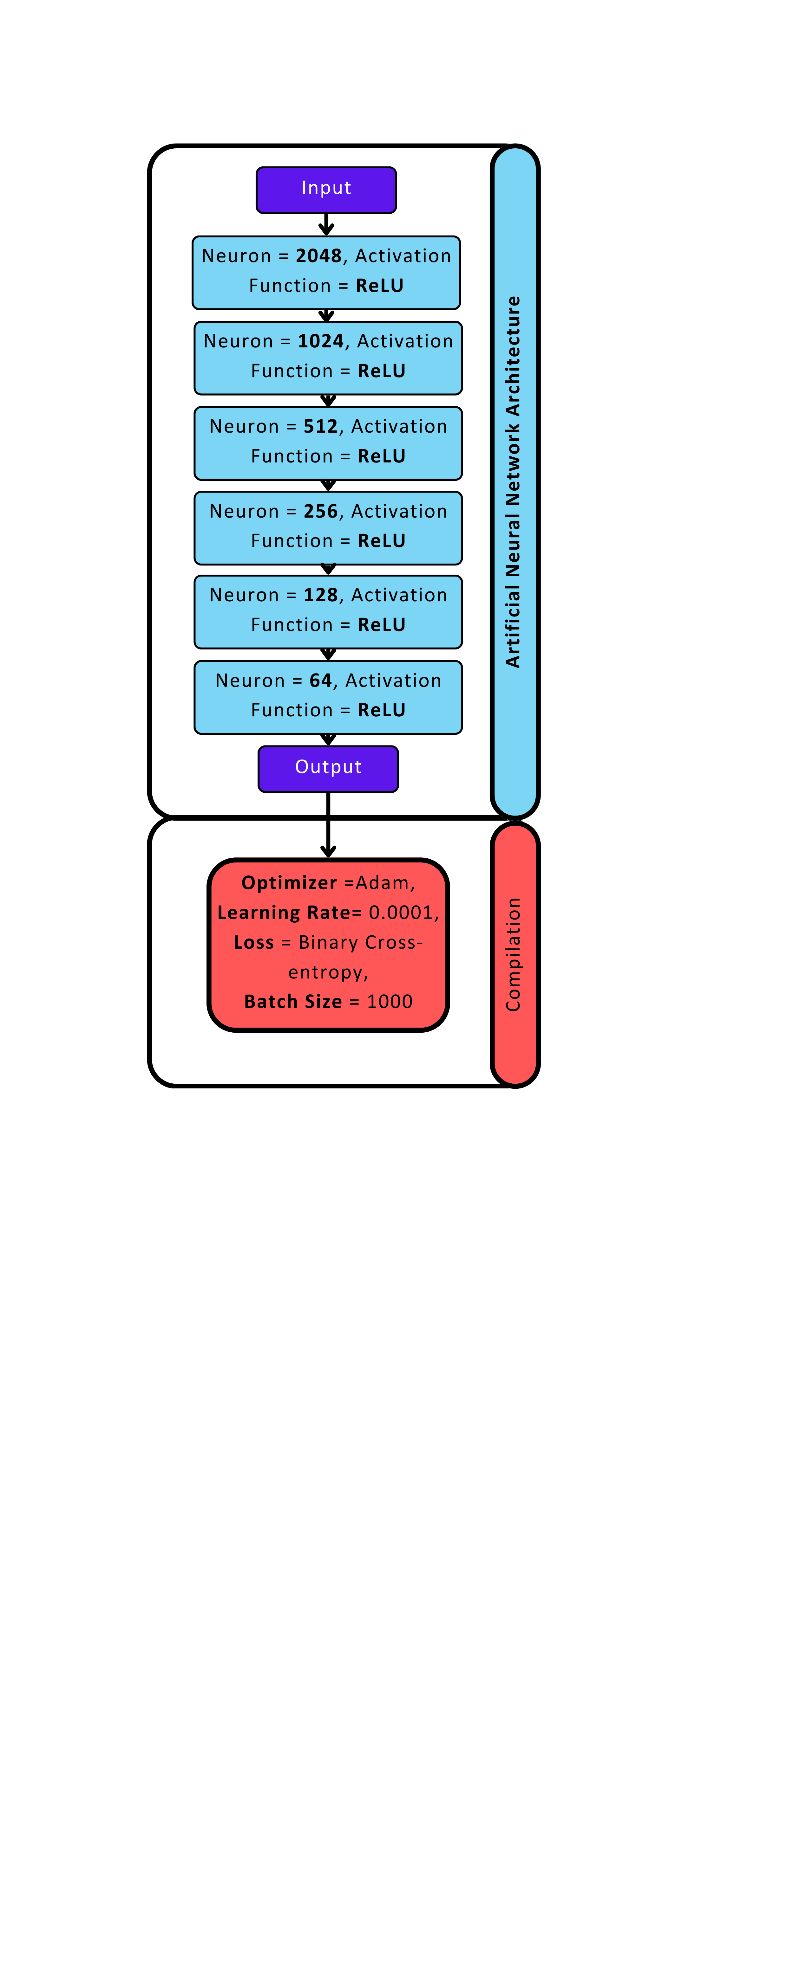 Input
Neuron = 2048, Activation
Function = ReLU
Neuron = 1024, Activation
Function = ReLU
Neuron = 512, Activation
Function = ReLU
Neuron = 256, Activation
Function = ReLU
Neuron = 128, Activation
Function = ReLU
Neuron = 64, Activation
Function = ReLU
Output
Artificial Neural Network Architecture
Optimizer =Adam,
Learning Rate= 0.0001,
Loss = Binary Cross-
entropy,
Batch Size = 1000
Compilation